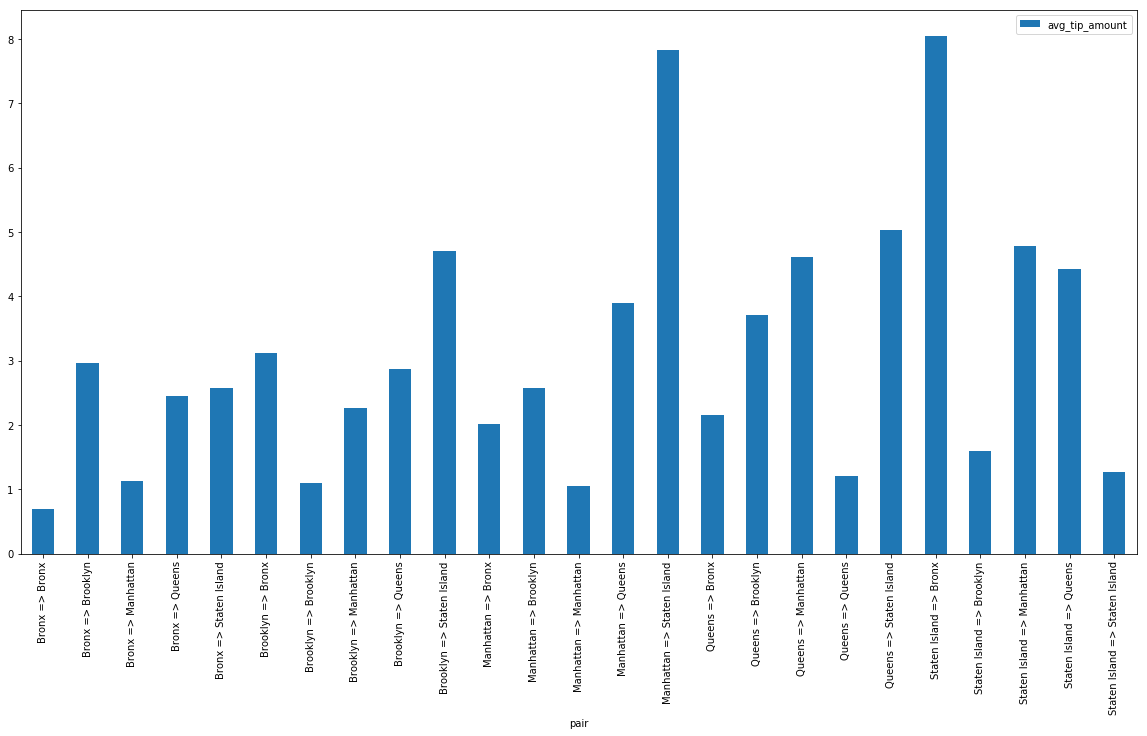 avg_tip_amount
8
7
6
5
4
3
2
1
0
Bronx => Bronx
Bronx => Brooklyn
Bronx => Manhattan
Bronx => Queens
Bronx => Staten Island
Brooklyn => Bronx
Brooklyn => Brooklyn
Brooklyn => Manhattan
Brooklyn => Queens
Brooklyn => Staten Island
Manhattan => Bronx
Manhattan => Brooklyn
Manhattan => Manhattan
Manhattan => Queens
Manhattan => Staten Island
Queens => Bronx
Queens => Brooklyn
Queens => Manhattan
Queens => Queens
Queens => Staten Island
Staten Island => Bronx
Staten Island => Brooklyn
Staten Island => Manhattan
Staten Island => Queens
Staten Island => Staten Island
pair